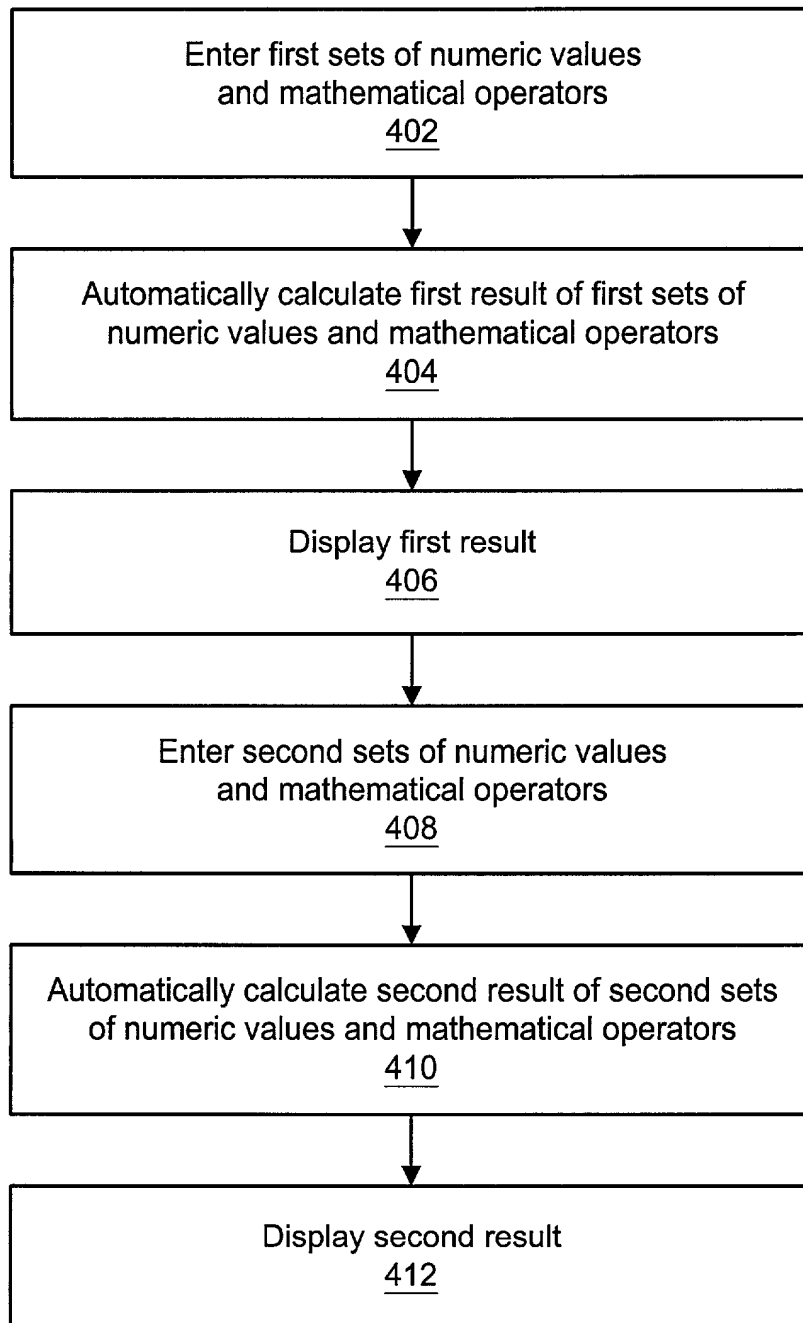 Enter first sets of numeric values
and mathematical operators
402
Automatically calculate first result of first sets of
numeric values and mathematical operators
404
Display first result
406
Enter second sets of numeric values
and mathematical operators
408
Automatically calculate second result of second sets
of numeric values and mathematical operators
410
Display second result
412